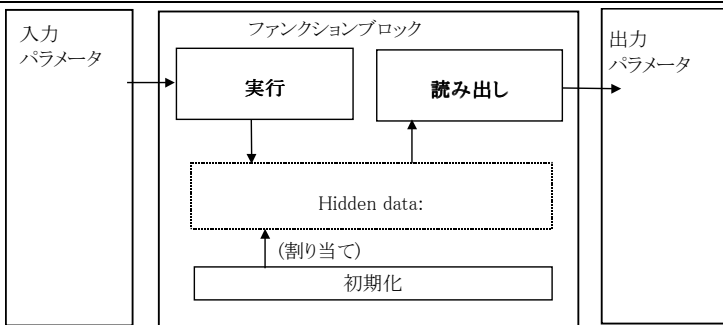 入力
パラメータ
ファンクションブロック
実行
読み出し
出力
パラメータ
Hidden data:
(割り当て)
初期化